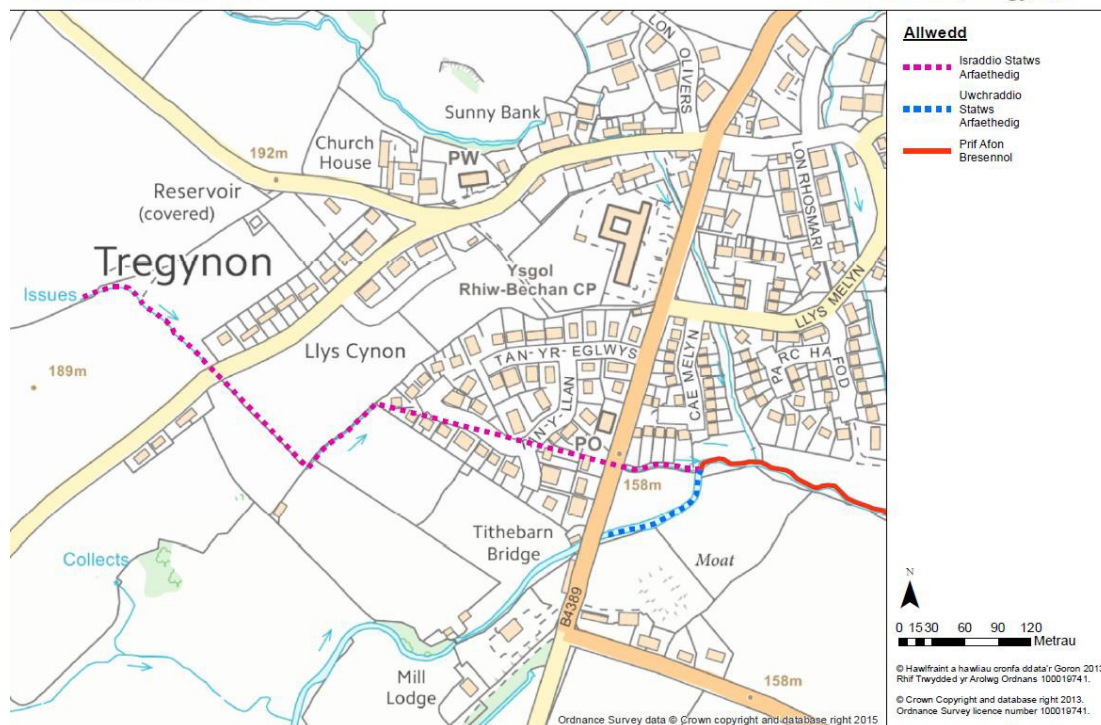 LON OLIVERS
Sunny Bank
Church
House
PW
192m
Reservoir
(covered)
LON RHOSMARI
Tregynon
Issues
Ysgol
Rhiw-Bechan CP
LLYS MELYN
Llys Cynon
TAN-YR-EGLWYS
CAE MELYN
PARC HAFOD
189m
TAN-Y-LLAN
PO
158m
Tithebarn
Bridge
Moat
Collects
B4389
Mill
Lodge
158m
Ordnance Survey data © Crown copyright and database right 2015
Allwedd
Israddio Statws
Arfaethedig
Uwchraddio
Statws
Arfaethedig
Prif Afon
Bresennol
N
0 15 30 60 90 120
Metrau
© Hawlfraint a hawliau cronfa ddata'r Goron 2013
Rhif Trwydded yr Arolwg Ordnans 100019741.
© Crown Copyright and database right 2013.
Ordnance Survey licence number 100019741.